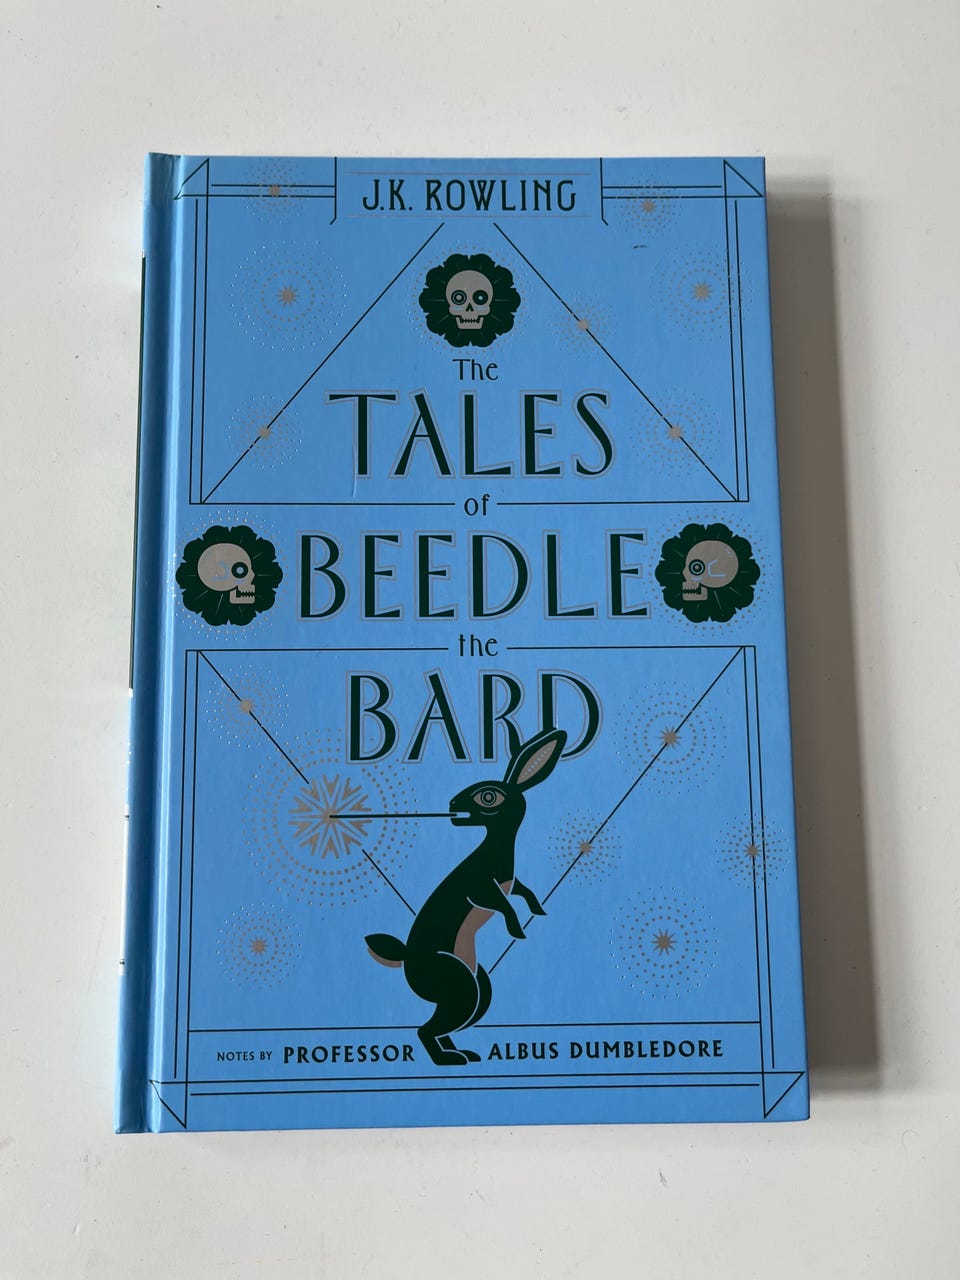 J.K. ROWLING
The
TALES
of
BEEDLE
the
BARD
NOTES BY PROFESSOR ALBUS DUMBLEDORE